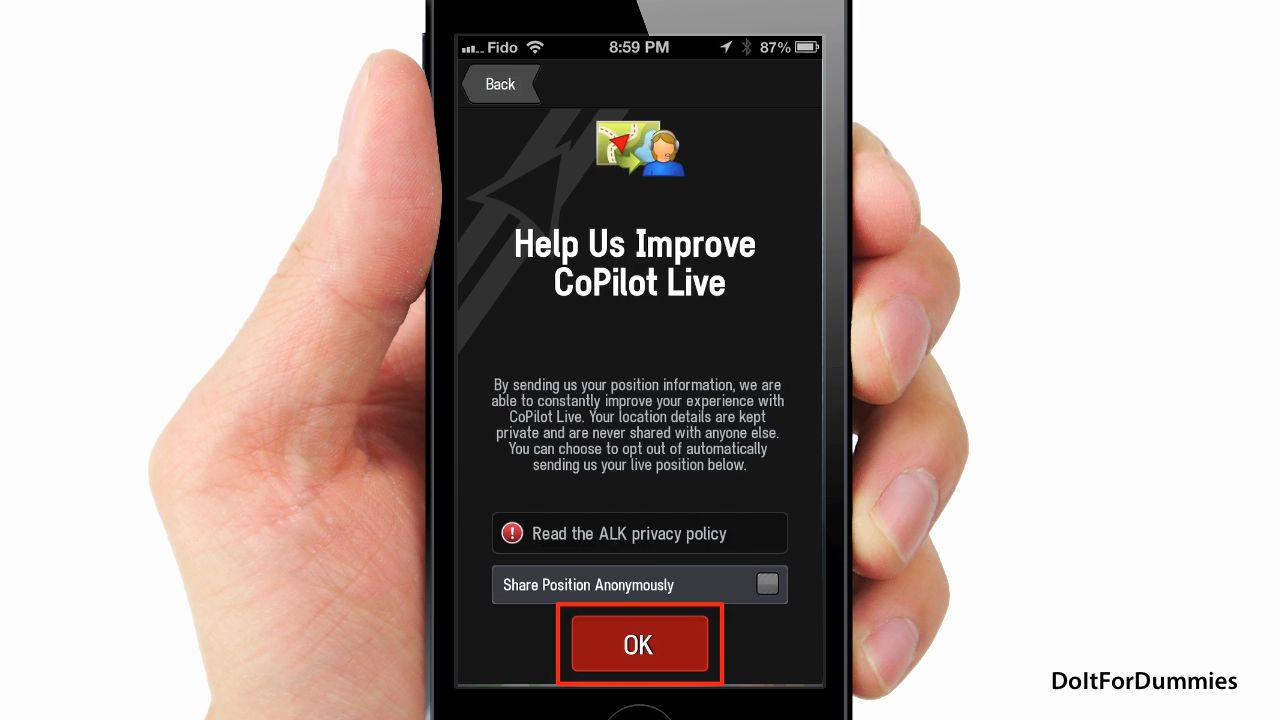 Fido 8:59 PM 87%
Back
Help Us Improve
CoPilot Live
By sending us your position information, we are
able to constantly improve your experience with
CoPilot Live. Your location details are kept
private and are never shared with anyone else.
You can choose to opt out of automatically
sending us your live position below.
Read the ALK privacy policy
Share Position Anonymously
OK
DoItForDummies